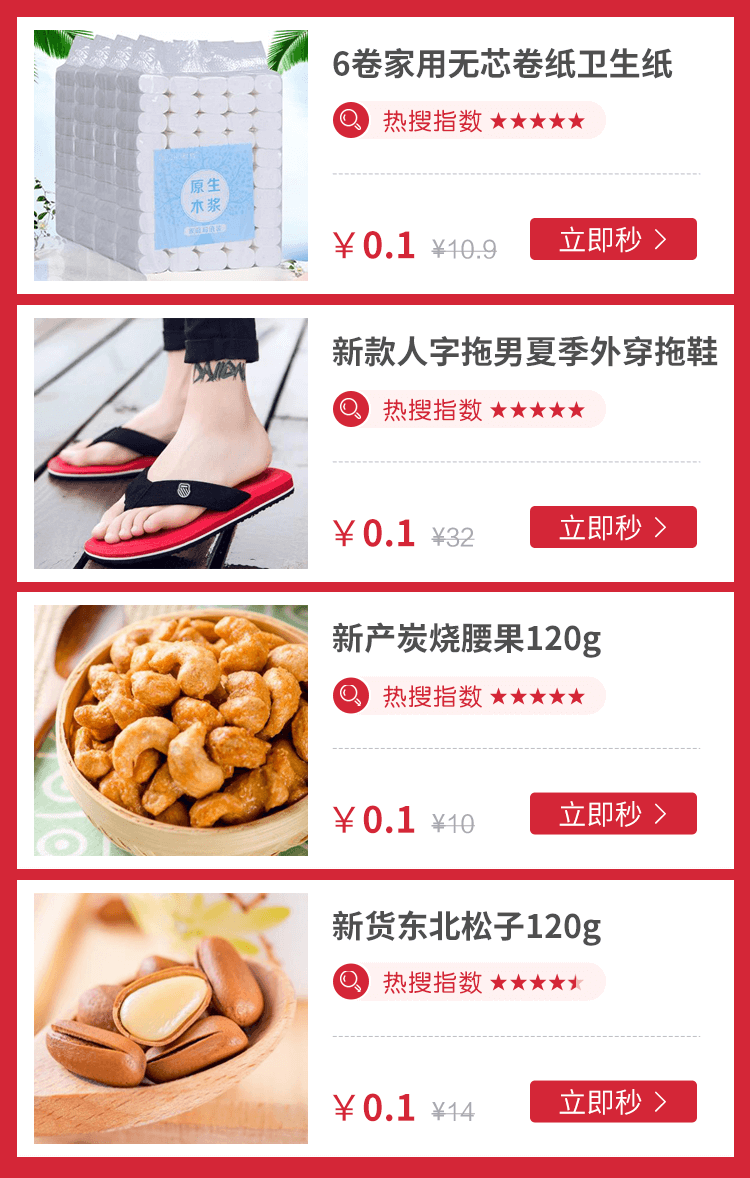 6卷家用无芯卷纸卫生纸
原生
木浆
热搜指数 ★★★★★
¥0.1 ¥10.9 立即秒 >
新款人字拖男夏季外穿拖鞋
热搜指数 ★★★★★
¥0.1 ¥32 立即秒 >
新产炭烧腰果120g
热搜指数 ★★★★★
¥0.1 ¥10 立即秒 >
新货东北松子120g
热搜指数 ★★★★★
¥0.1 ¥14 立即秒 >